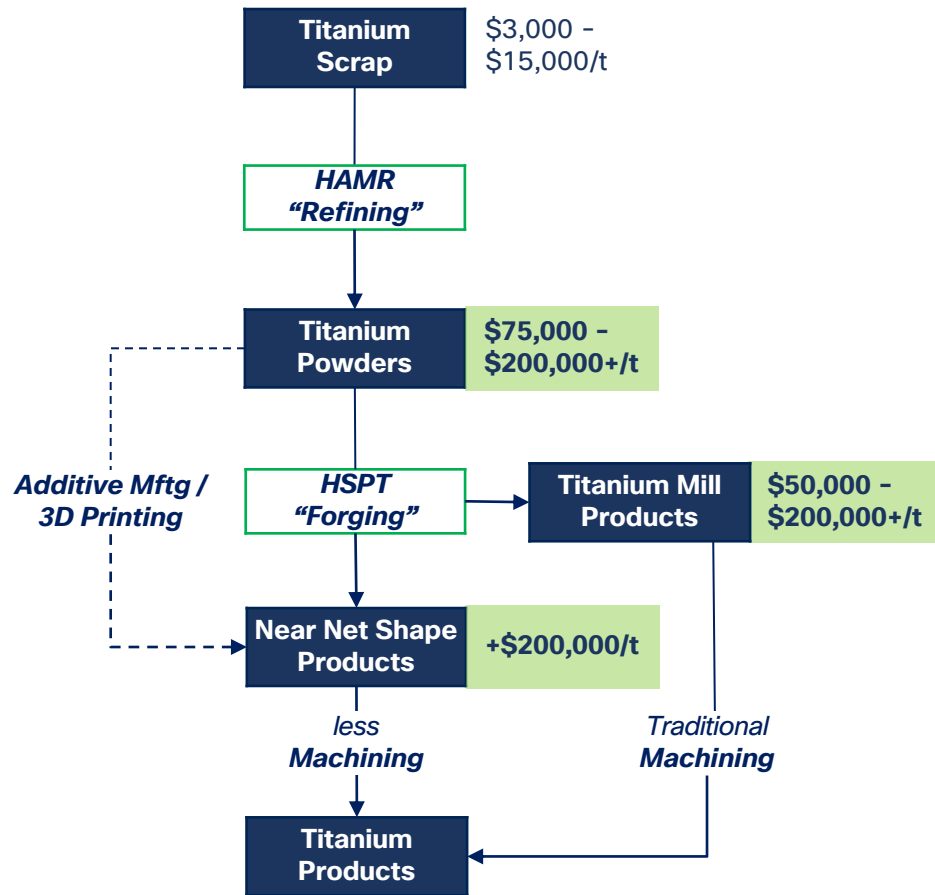 Titanium
Scrap
$3,000 –
$15,000/t
HAMR
“Refining”
Titanium
Powders
$75,000 –
$200,000+/t
Additive Mftg /
3D Printing
HSPT
“Forging”
Titanium Mill
Products
$50,000 –
$200,000+/t
Near Net Shape
Products
+$200,000/t
less
Machining
Traditional
Machining
Titanium
Products